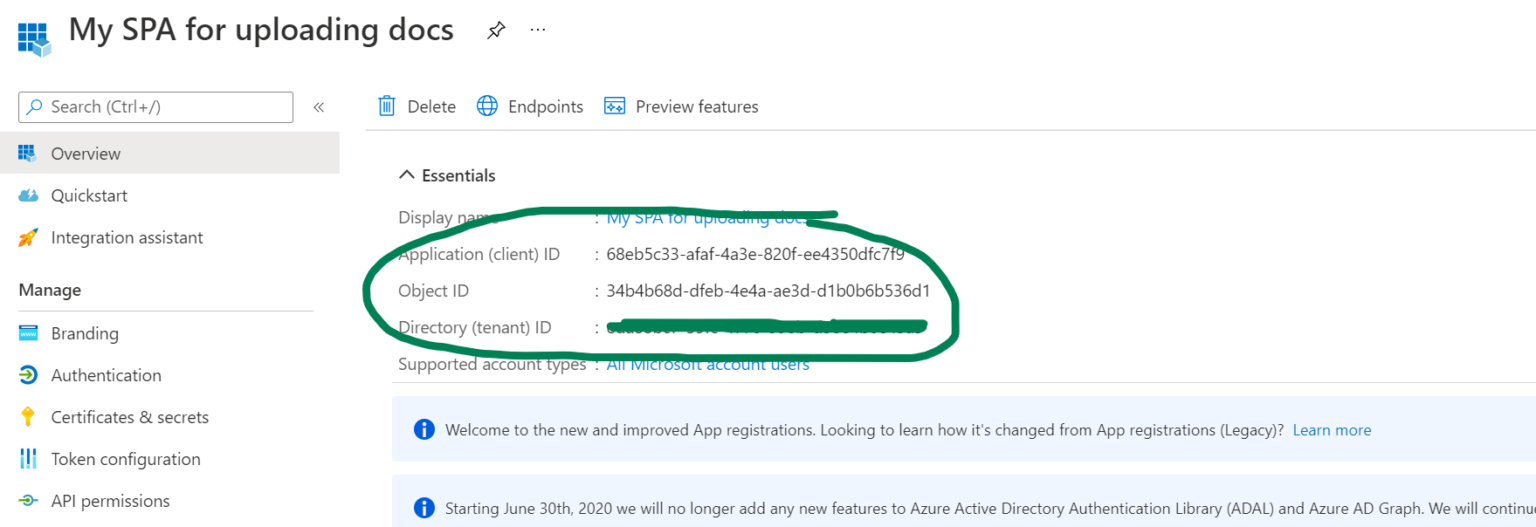 My SPA for uploading docs ...
Search (Ctrl+/) «
Delete Endpoints Preview features
Overview
Essentials
Quickstart
Display name : My SPA for uploading docs
Integration assistant
Application (client) ID : 68eb5c33-afaf-4a3e-820f-ee4350dfc7f9
Manage
Object ID : 34b4b68d-dfeb-4e4a-ae3d-d1b0b6b536d1
Branding
Directory (tenant) ID :
Supported account types : All Microsoft account users
Authentication
Certificates & secrets
Welcome to the new and improved App registrations. Looking to learn how it's changed from App registrations (Legacy)? Learn more
Token configuration
API permissions
Starting June 30th, 2020 we will no longer add any new features to Azure Active Directory Authentication Library (ADAL) and Azure AD Graph. We will